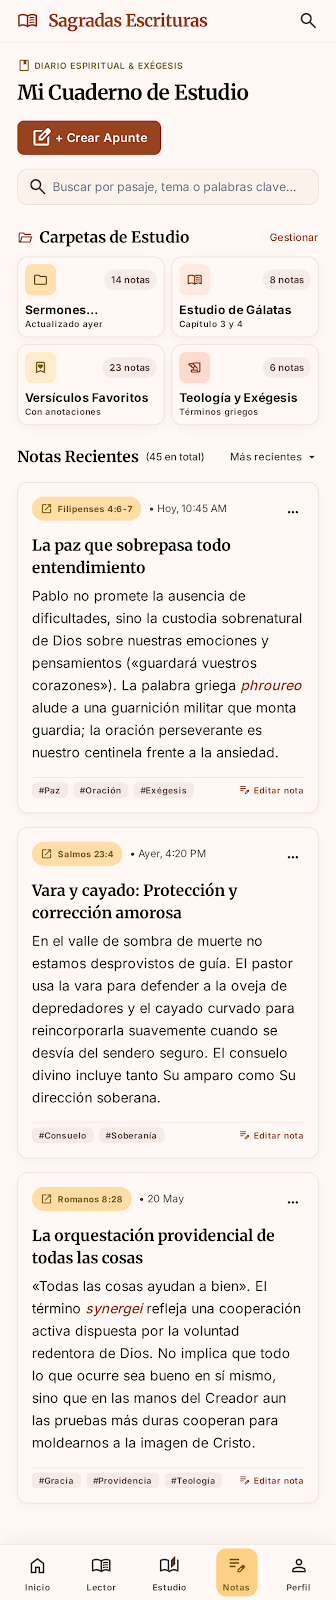 Sagradas Escrituras
DIARIO ESPIRITUAL & EXÉGESIS
Mi Cuaderno de Estudio
+ Crear Apunte
Buscar por pasaje, tema o palabras clave...
Carpetas de Estudio
Gestionar
14 notas
Sermones...
Actualizado ayer
8 notas
Estudio de Gálatas
Capítulo 3 y 4
23 notas
Versículos Favoritos
Con anotaciones
6 notas
Teología y Exégesis
Términos griegos
Notas Recientes (45 en total)
Más recientes
Filipenses 4:6-7 • Hoy, 10:45 AM
La paz que sobrepasa todo
entendimiento
Pablo no promete la ausencia de
dificultades, sino la custodia sobrenatural
de Dios sobre nuestras emociones y
pensamientos («guardará vuestros
corazones»). La palabra griega phroureo
alude a una guarnición militar que monta
guardia; la oración perseverante es
nuestro centinela frente a la ansiedad.
#Paz #Oración #Exégesis Editar nota
Salmos 23:4 • Ayer, 4:20 PM
Vara y cayado: Protección y
corrección amorosa
En el valle de sombra de muerte no
estamos desprovistos de guía. El pastor
usa la vara para defender a la oveja de
depredadores y el cayado curvado para
reincorporarla suavemente cuando se
desvía del sendero seguro. El consuelo
divino incluye tanto Su amparo como Su
dirección soberana.
#Consuelo #Soberanía Editar nota
Romanos 8:28 • 20 May
La orquestación providencial de
todas las cosas
«Todas las cosas ayudan a bien». El
término synergei refleja una cooperación
activa dispuesta por la voluntad
redentora de Dios. No implica que todo
lo que ocurre sea bueno en sí mismo,
sino que en las manos del Creador aun
las pruebas más duras cooperan para
moldearnos a la imagen de Cristo.
#Gracia #Providencia #Teología Editar nota
Inicio Lector Estudio Notas Perfil